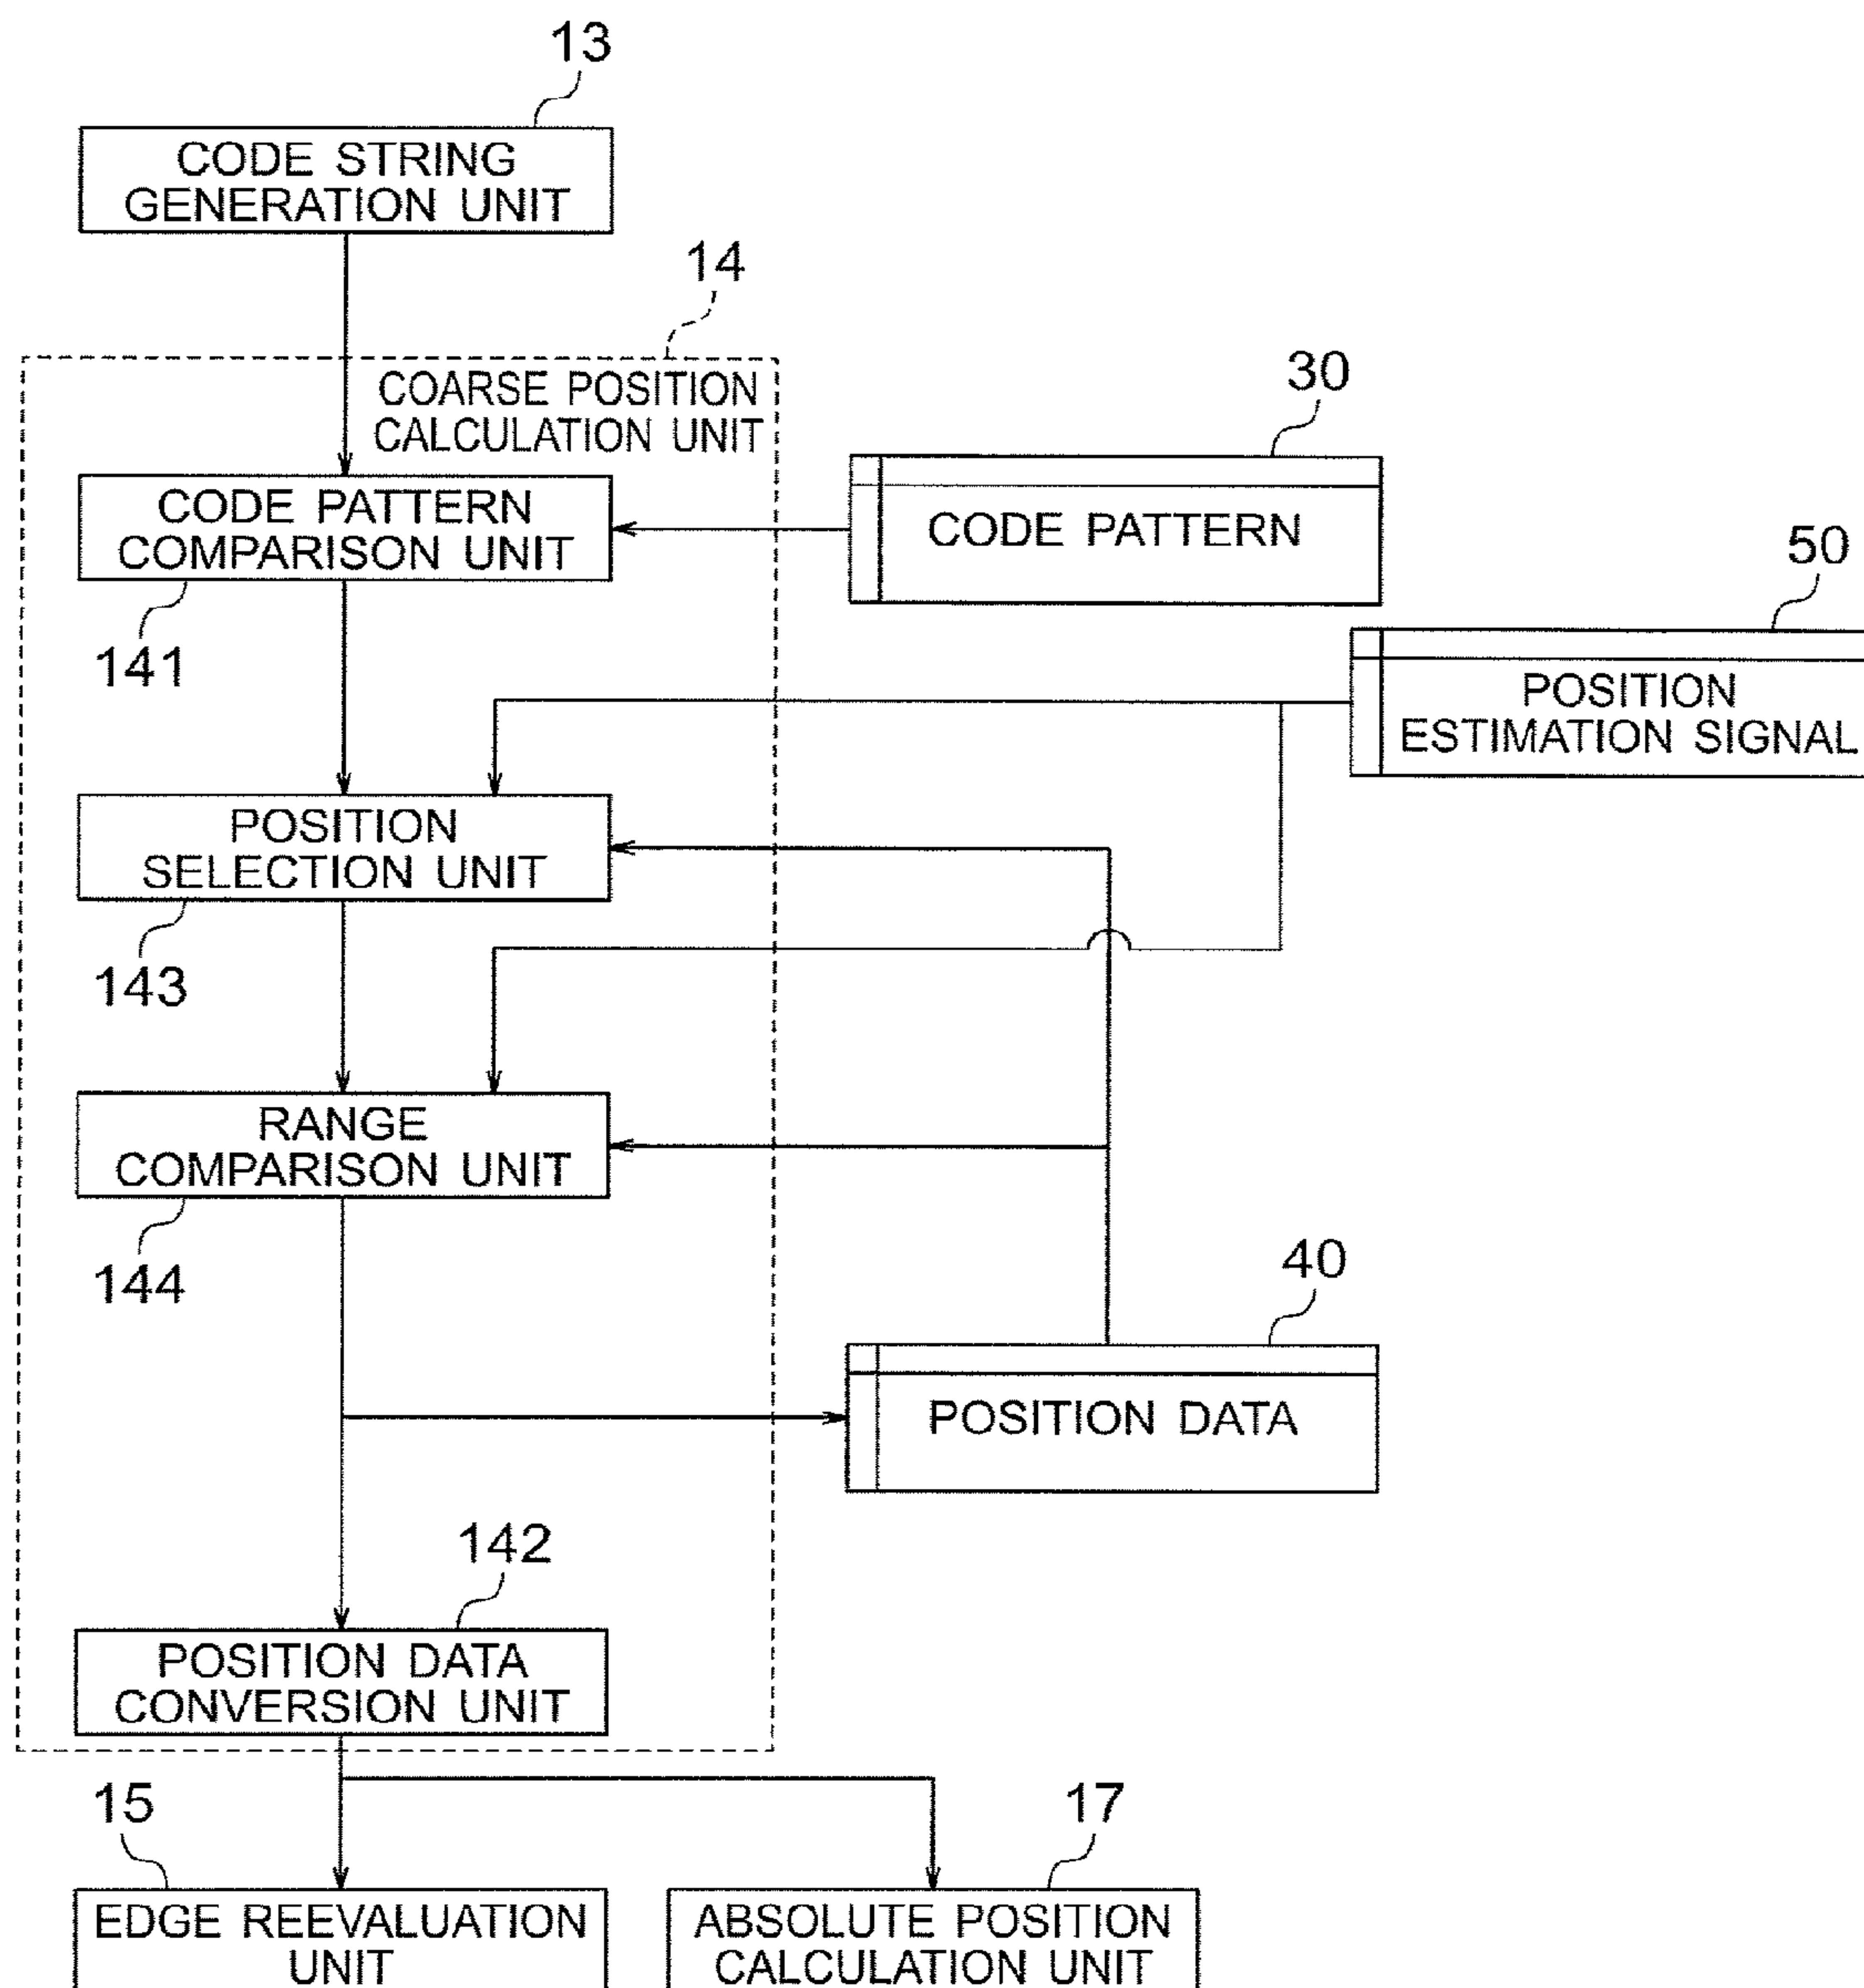 13
CODE STRING
GENERATION UNIT
14
COARSE POSITION
CALCULATION UNIT
30
CODE PATTERN
COMPARISON UNIT
CODE PATTERN
141
50
POSITION
ESTIMATION SIGNAL
POSITION
SELECTION UNIT
143
RANGE
COMPARISON UNIT
144
40
POSITION DATA
142
POSITION DATA
CONVERSION UNIT
15
17
EDGE REEVALUATION
UNIT
ABSOLUTE POSITION
CALCULATION UNIT